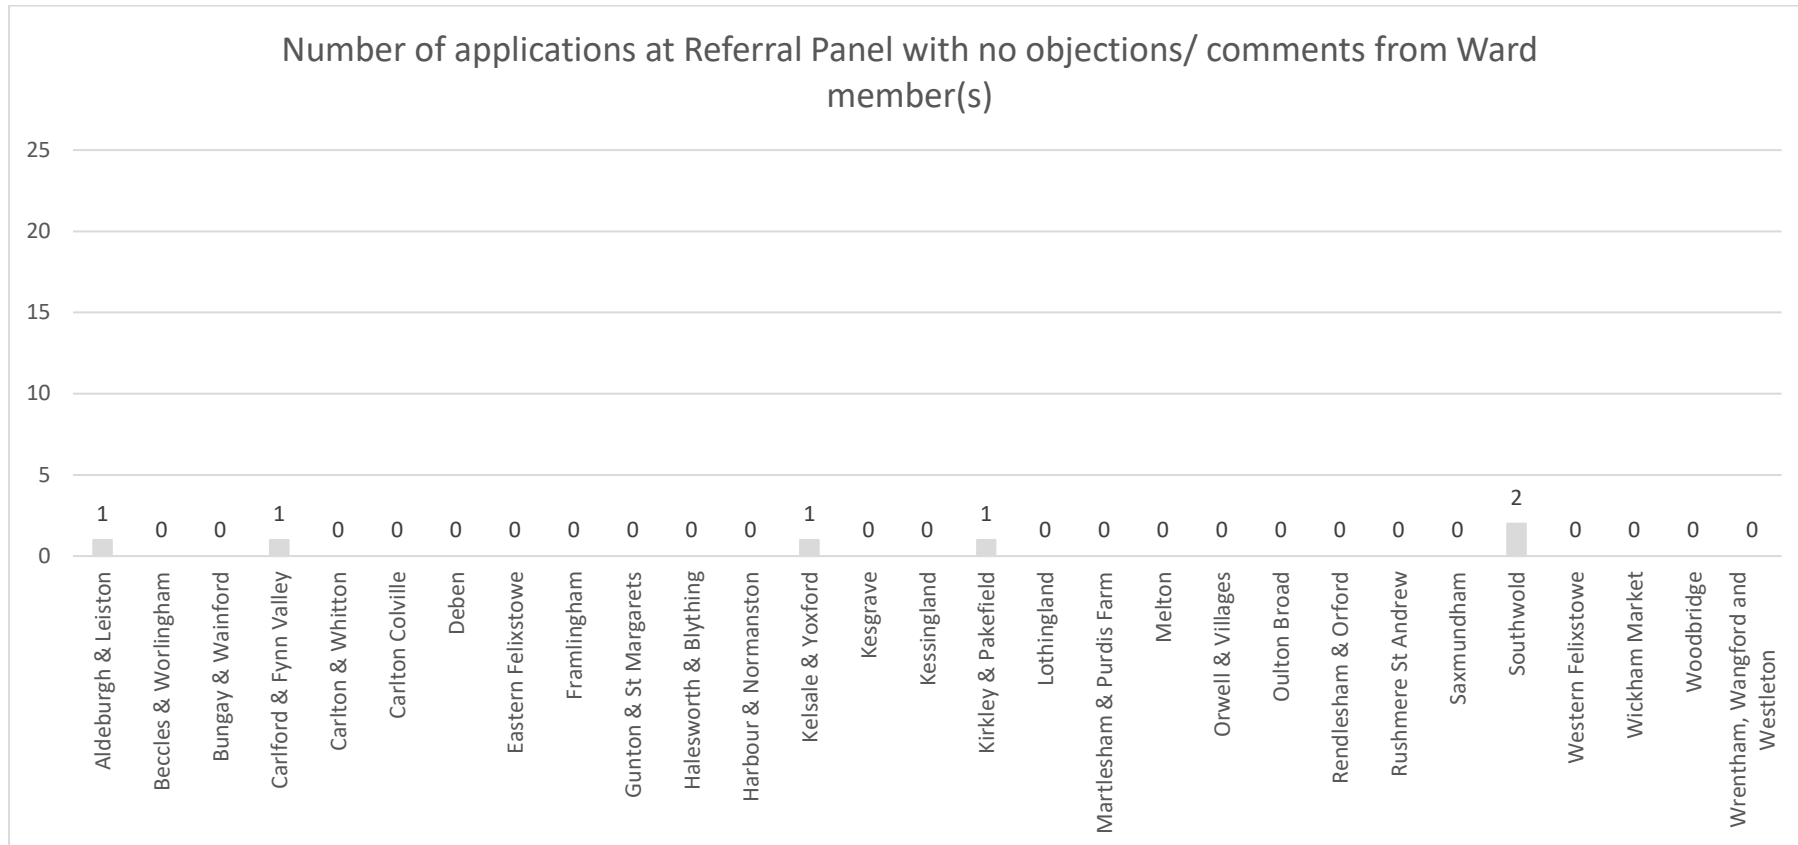 Number of applications at Referral Panel with no objections/ comments from Ward
member(s)
25
20
15
10
5
0
1 0 0 1 0 0 0 0 0 0 0 0 1 0 0 1 0 0 0 0 0 0 0 0 2 0 0 0 0
Aldeburgh & Leiston
Beccles & Worlingham
Bungay & Wainford
Carlford & Fynn Valley
Carlton & Whitton
Carlton Colville
Deben
Eastern Felixstowe
Framlingham
Gunton & St Margarets
Halesworth & Blything
Harbour & Normanston
Kelsale & Yoxford
Kesgrave
Kessingland
Kirkley & Pakefield
Lothingland
Martlesham & Purdis Farm
Melton
Orwell & Villages
Oulton Broad
Rendlesham & Orford
Rushmere St Andrew
Saxmundham
Southwold
Western Felixstowe
Wickham Market
Woodbridge
Wrentham, Wangford and
Westleton